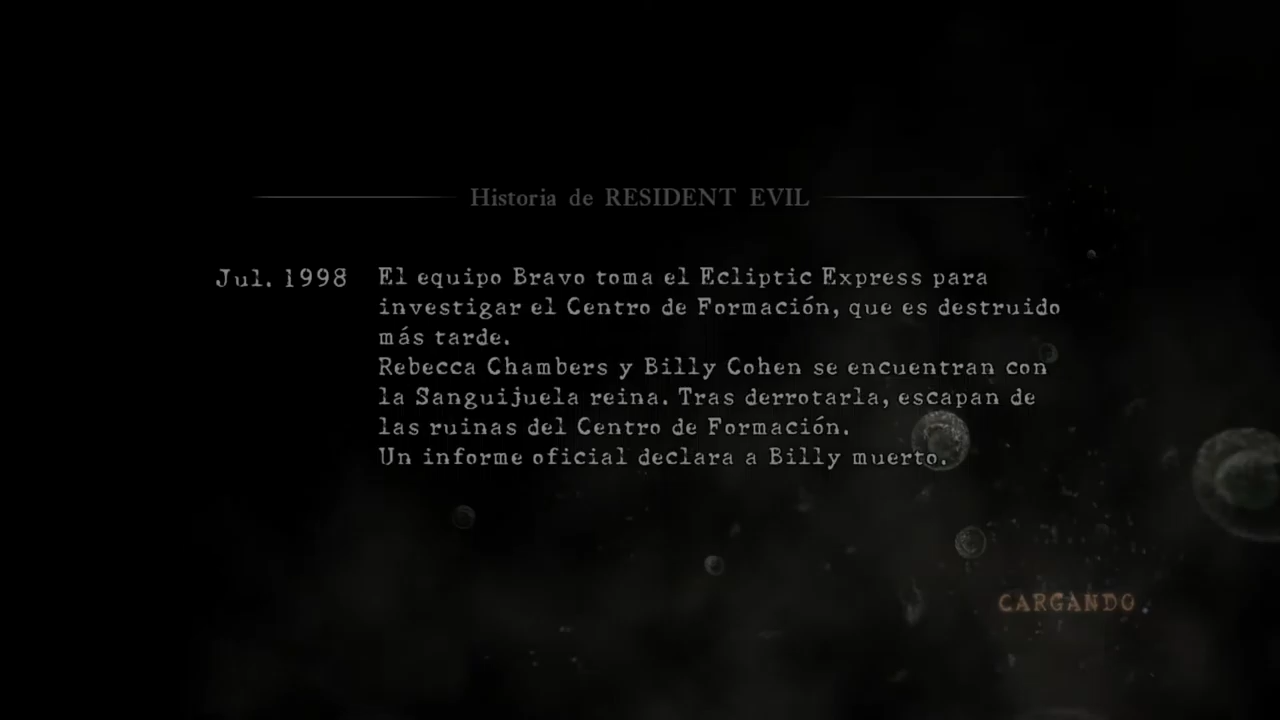 Historia de RESIDENT EVIL
Jul. 1998 El equipo Bravo toma el Ecliptic Express para
investigar el Centro de Formación, que es destruido
más tarde.
Rebecca Chambers y Billy Cohen se encuentran con
la Sanguijuela reina. Tras derrotarla, escapan de
las ruinas del Centro de Formación.
Un informe oficial declara a Billy muerto.
CARGANDO.